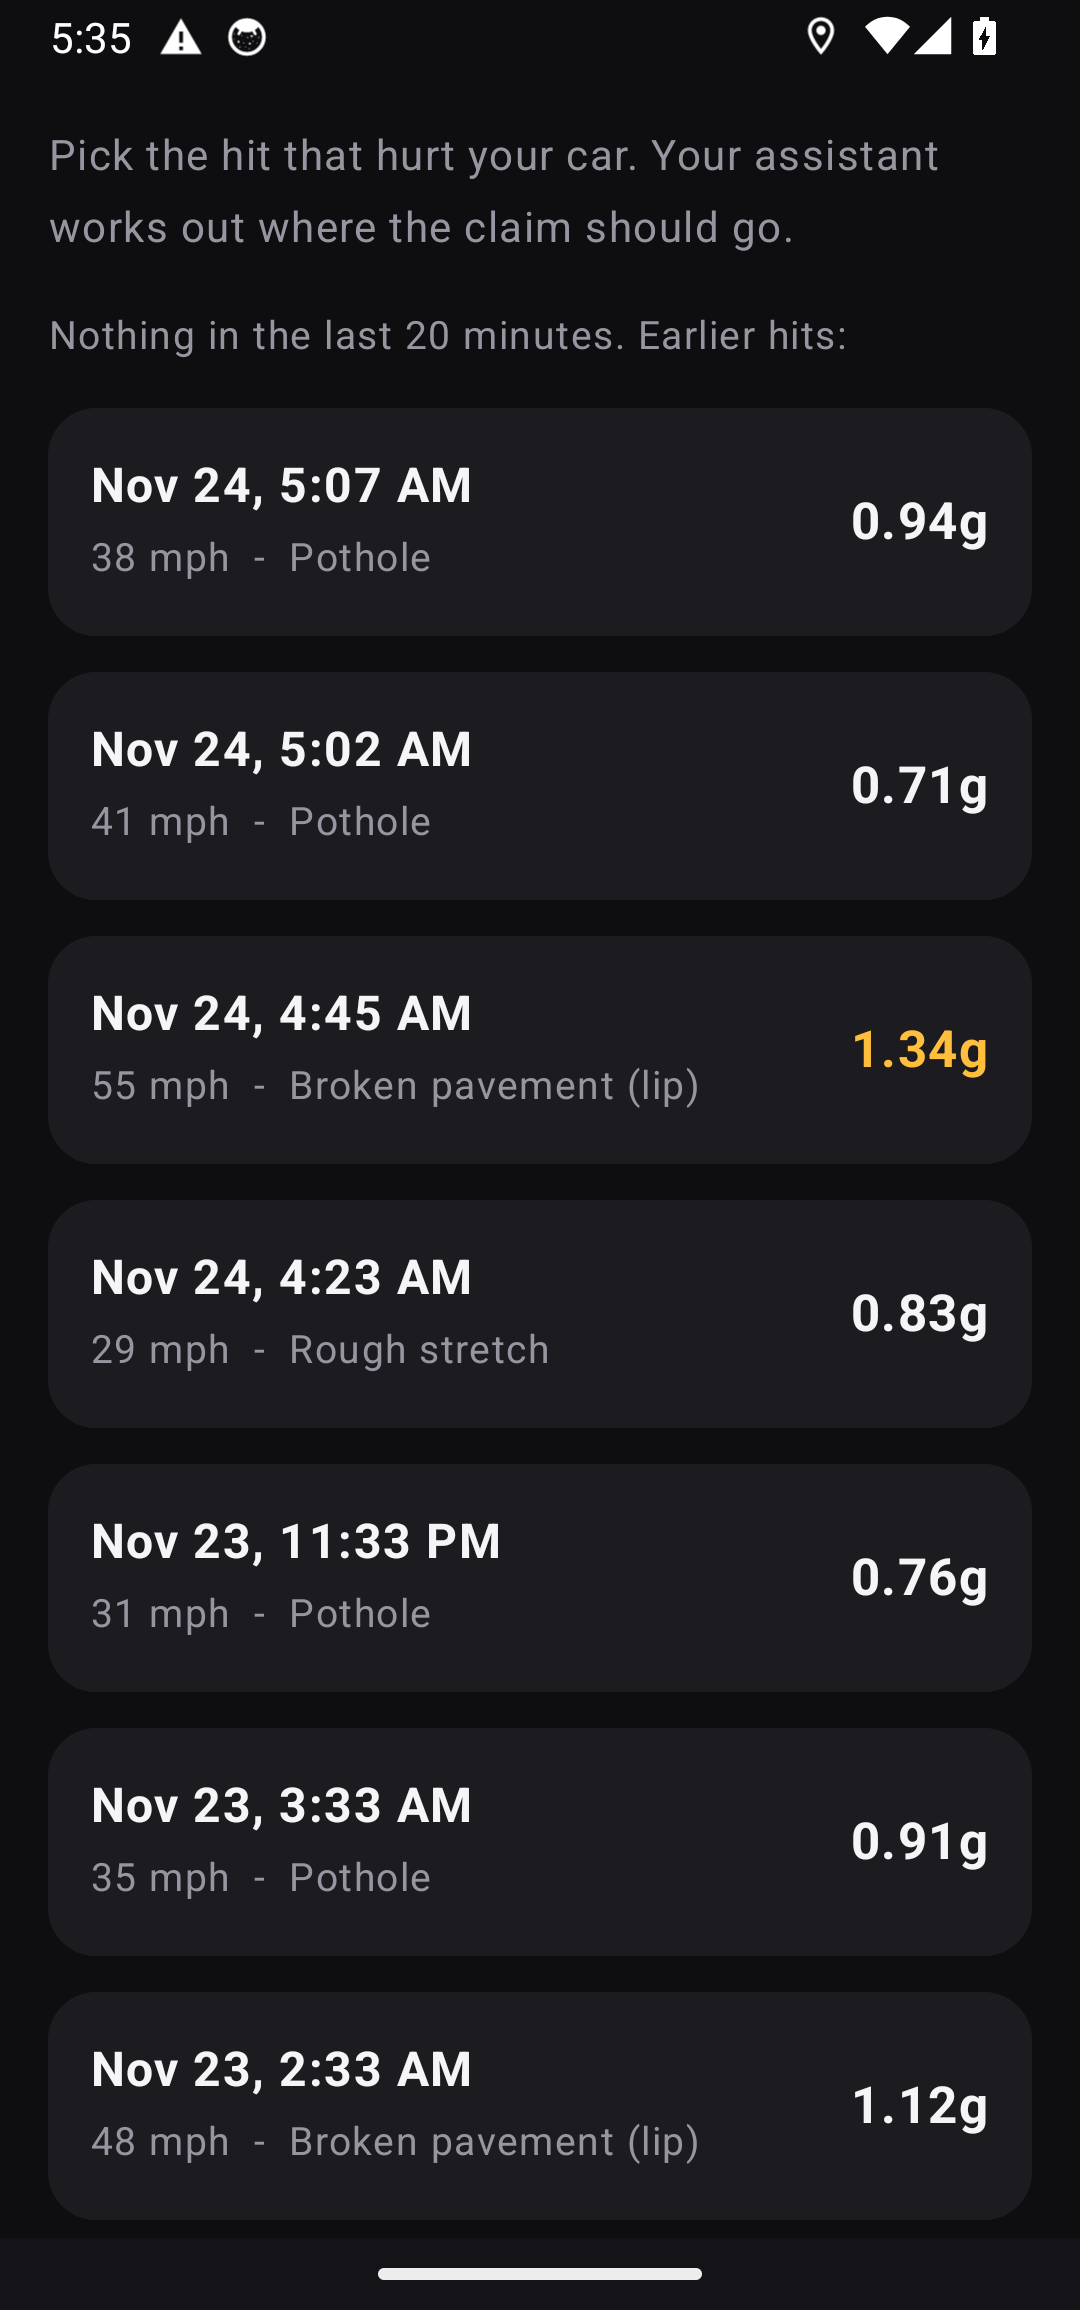 5:35
Pick the hit that hurt your car. Your assistant
works out where the claim should go.
Nothing in the last 20 minutes. Earlier hits:
Nov 24, 5:07 AM
38 mph - Pothole
0.94g
Nov 24, 5:02 AM
41 mph - Pothole
0.71g
Nov 24, 4:45 AM
55 mph - Broken pavement (lip)
1.34g
Nov 24, 4:23 AM
29 mph - Rough stretch
0.83g
Nov 23, 11:33 PM
31 mph - Pothole
0.76g
Nov 23, 3:33 AM
35 mph - Pothole
0.91g
Nov 23, 2:33 AM
48 mph - Broken pavement (lip)
1.12g